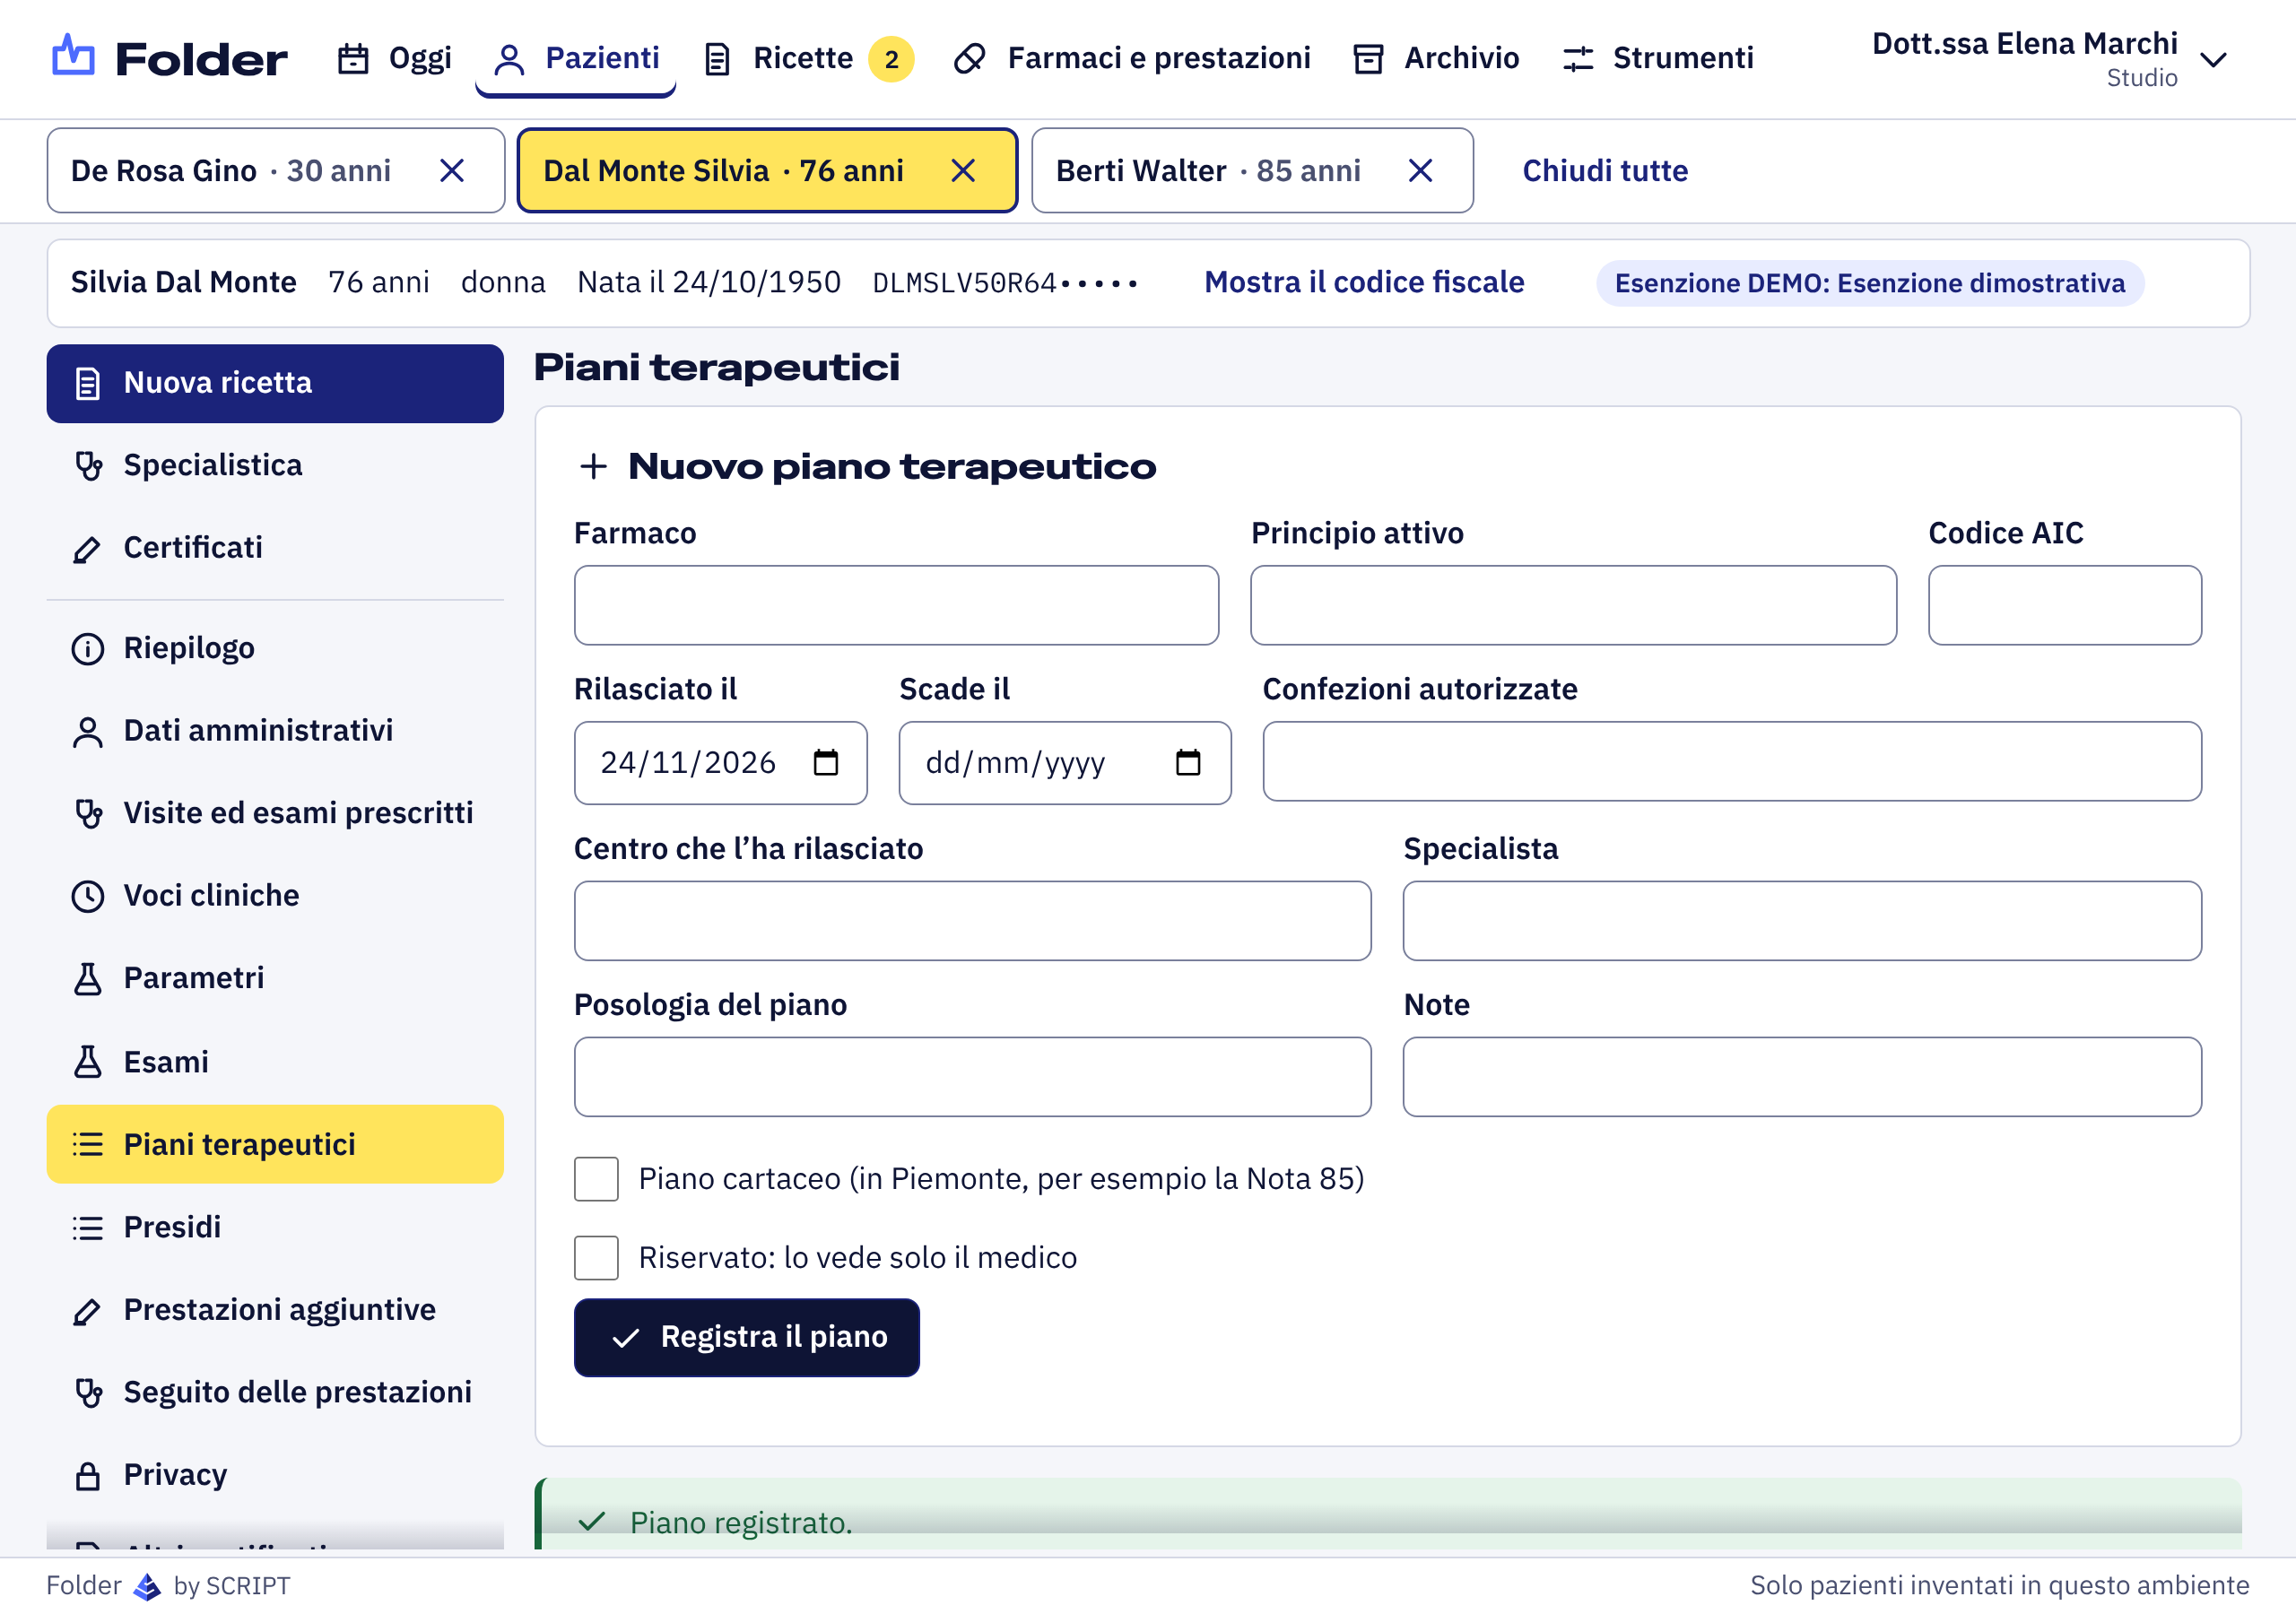 Folder
Oggi
Pazienti
Ricette 2
Farmaci e prestazioni
Archivio
Strumenti
Dott.ssa Elena Marchi
Studio
De Rosa Gino · 30 anni
Dal Monte Silvia · 76 anni
Berti Walter · 85 anni
Chiudi tutte
Silvia Dal Monte 76 anni donna Nata il 24/10/1950 DLMSLV50R64••••• Mostra il codice fiscale Esenzione DEMO: Esenzione dimostrativa
Nuova ricetta
Specialistica
Certificati
Riepilogo
Dati amministrativi
Visite ed esami prescritti
Voci cliniche
Parametri
Esami
Piani terapeutici
Presidi
Prestazioni aggiuntive
Seguito delle prestazioni
Privacy
Piani terapeutici
Nuovo piano terapeutico
Farmaco Principio attivo Codice AIC
Rilasciato il Scade il Confezioni autorizzate
24/11/2026 dd/mm/yyyy
Centro che l’ha rilasciato Specialista
Posologia del piano Note
Piano cartaceo (in Piemonte, per esempio la Nota 85)
Riservato: lo vede solo il medico
Registra il piano
Piano registrato.
Folder by SCRIPT
Solo pazienti inventati in questo ambiente